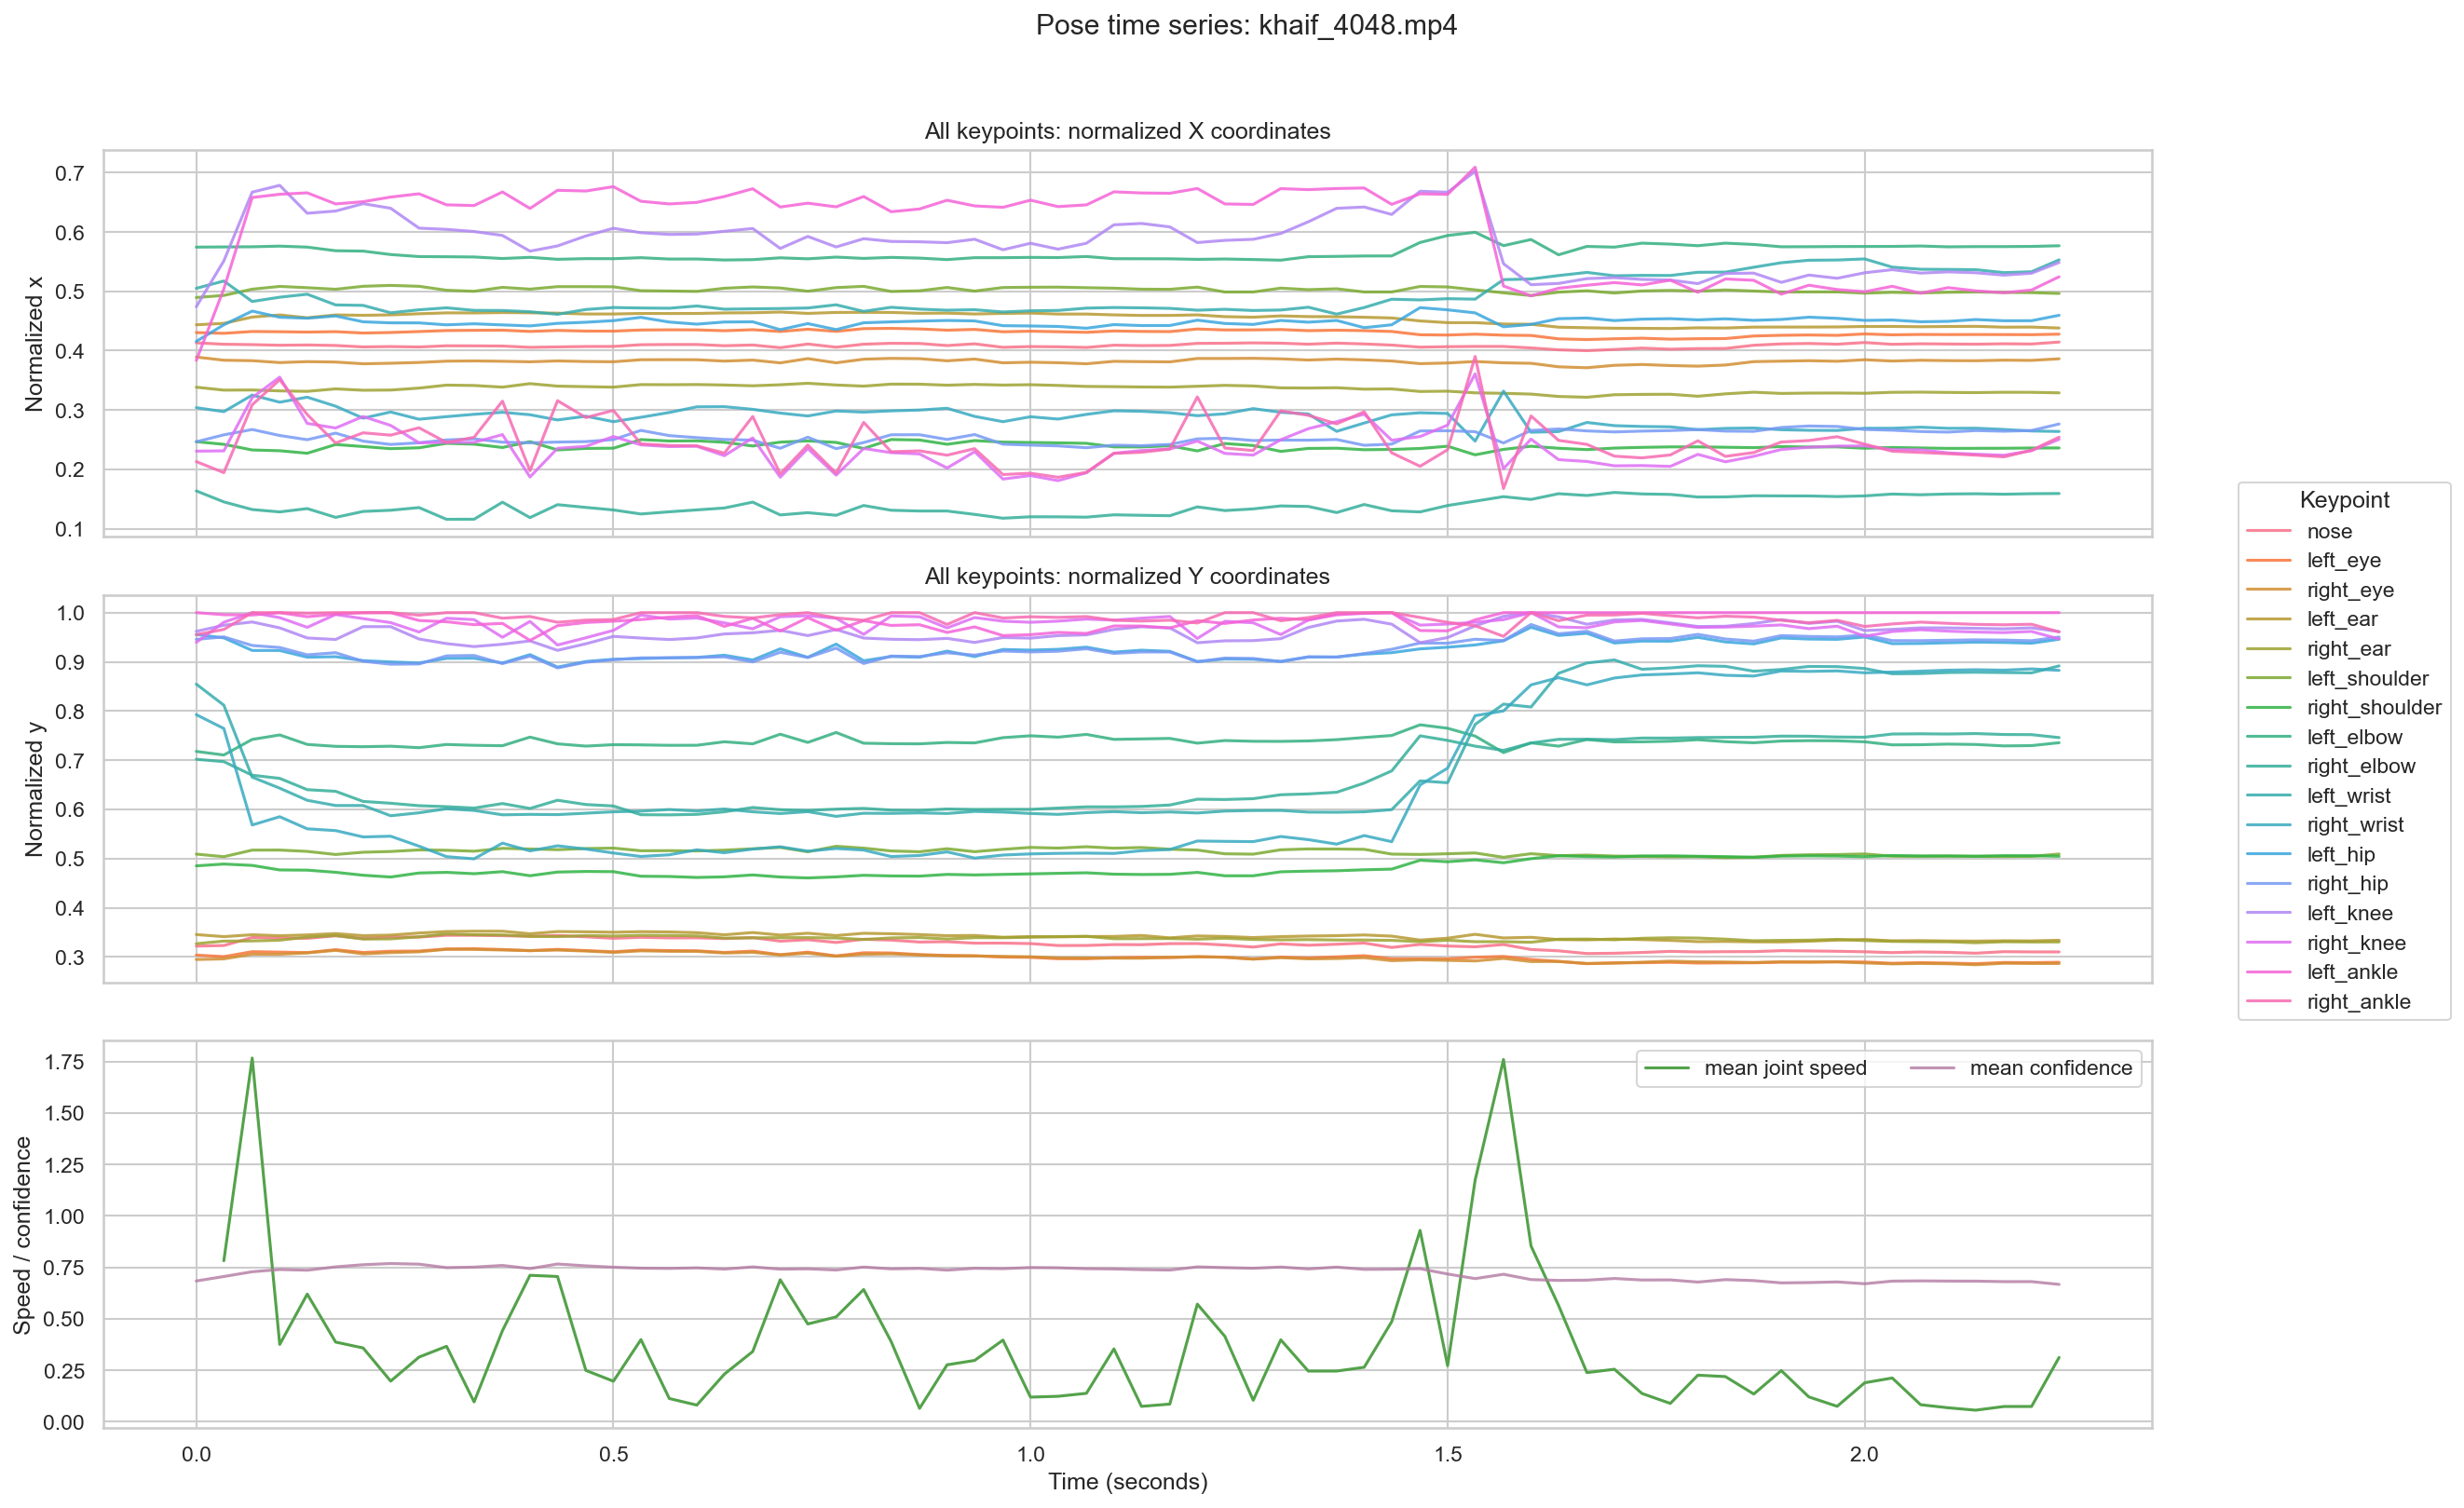 Pose time series: khaif_4048.mp4
All keypoints: normalized X coordinates
Normalized x
0.7
0.6
0.5
0.4
0.3
0.2
0.1
All keypoints: normalized Y coordinates
Normalized y
1.0
0.9
0.8
0.7
0.6
0.5
0.4
0.3
Keypoint
nose
left_eye
right_eye
left_ear
right_ear
left_shoulder
right_shoulder
left_elbow
right_elbow
left_wrist
right_wrist
left_hip
right_hip
left_knee
right_knee
left_ankle
right_ankle
Speed / confidence
1.75
1.50
1.25
1.00
0.75
0.50
0.25
0.00
mean joint speed mean confidence
0.0 0.5 1.0 1.5 2.0
Time (seconds)